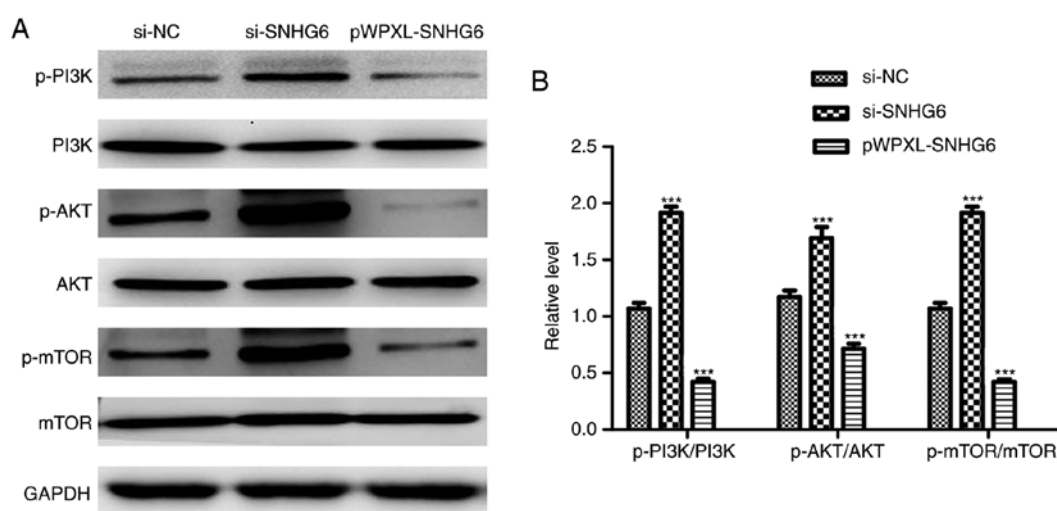 A
si-NC si-SNHG6 pWPXL-SNHG6
p-PI3K
PI3K
p-AKT
AKT
p-mTOR
mTOR
GAPDH
B
si-NC
si-SNHG6
pWPXL-SNHG6
Relative level
2.5
2.0
1.5
1.0
0.5
0.0
*** *** ***
*** *** ***
p-PI3K/PI3K p-AKT/AKT p-mTOR/mTOR